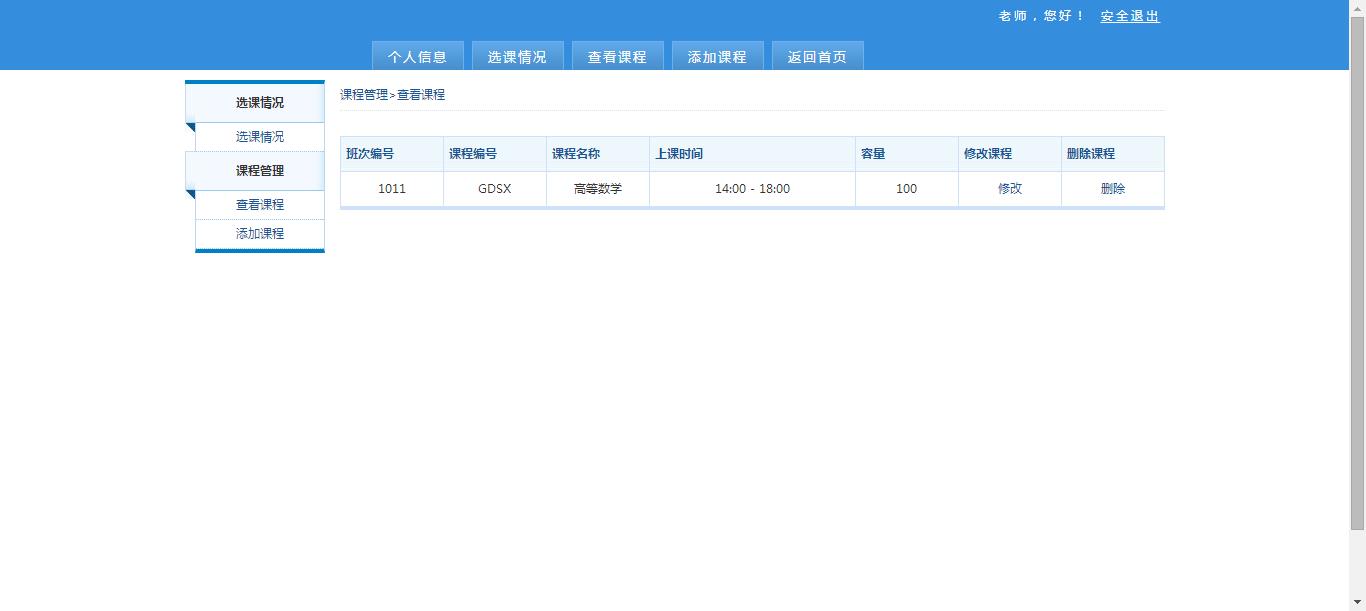 老师，您好！ 安全退出
个人信息 选课情况 查看课程 添加课程 返回首页
选课情况
选课情况
课程管理
查看课程
添加课程
课程管理>查看课程
班次编号 课程编号 课程名称 上课时间 容量 修改课程 删除课程
1011 GDSX 高等数学 14:00 - 18:00 100 修改 删除